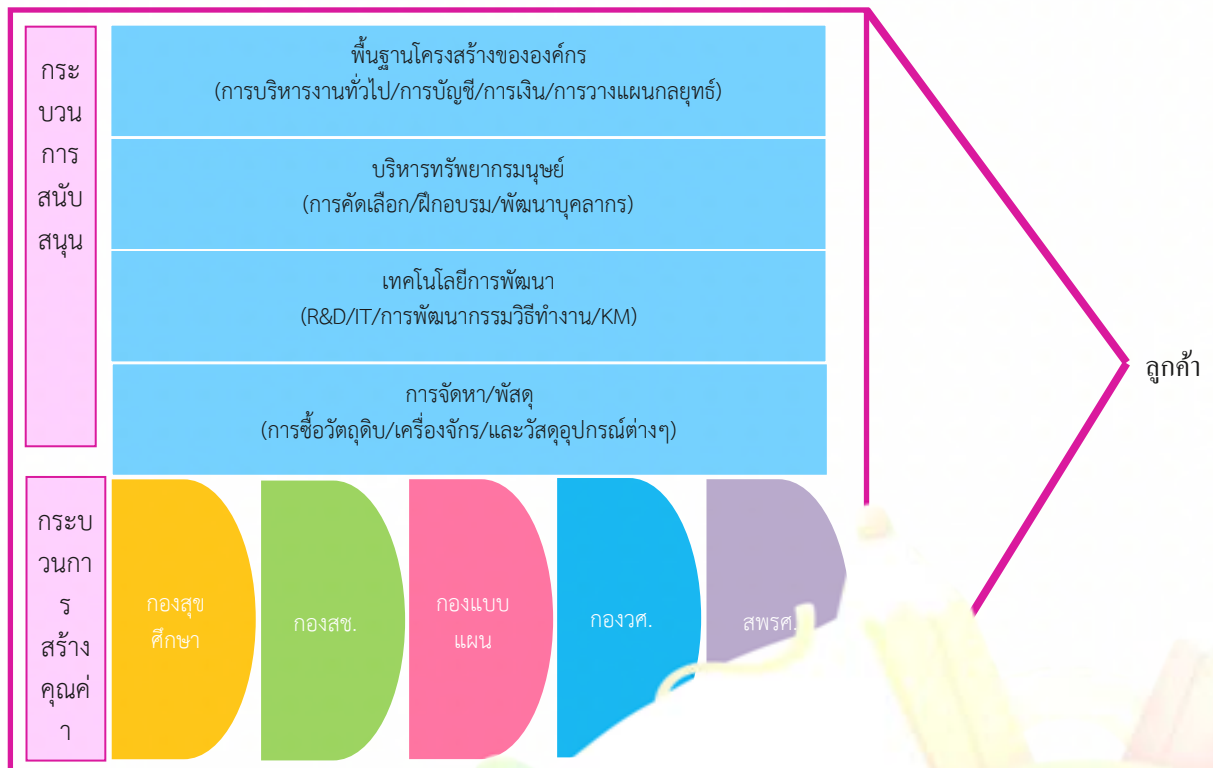 กระ
บวน
การ
สนับ
สนุน
พื้นฐานโครงสร้างขององค์กร
(การบริหารงานทั่วไป/การบัญชี/การเงิน/การวางแผนกลยุทธ์)
บริหารทรัพยากรมนุษย์
(การคัดเลือก/ฝึกอบรม/พัฒนาบุคลากร)
เทคโนโลยีการพัฒนา
(R&D/IT/การพัฒนากรรมวิธีทำงาน/KM)
การจัดหา/พัสดุ
(การซื้อวัตถุดิบ/เครื่องจักร/และวัสดุอุปกรณ์ต่างๆ)
ลูกค้า
กระบ
วนกา
ร
สร้าง
คุณค่
า
กองสุข
ศึกษา
กองสช.
กองแบบ
แผน
กองวศ.
สพรศ.